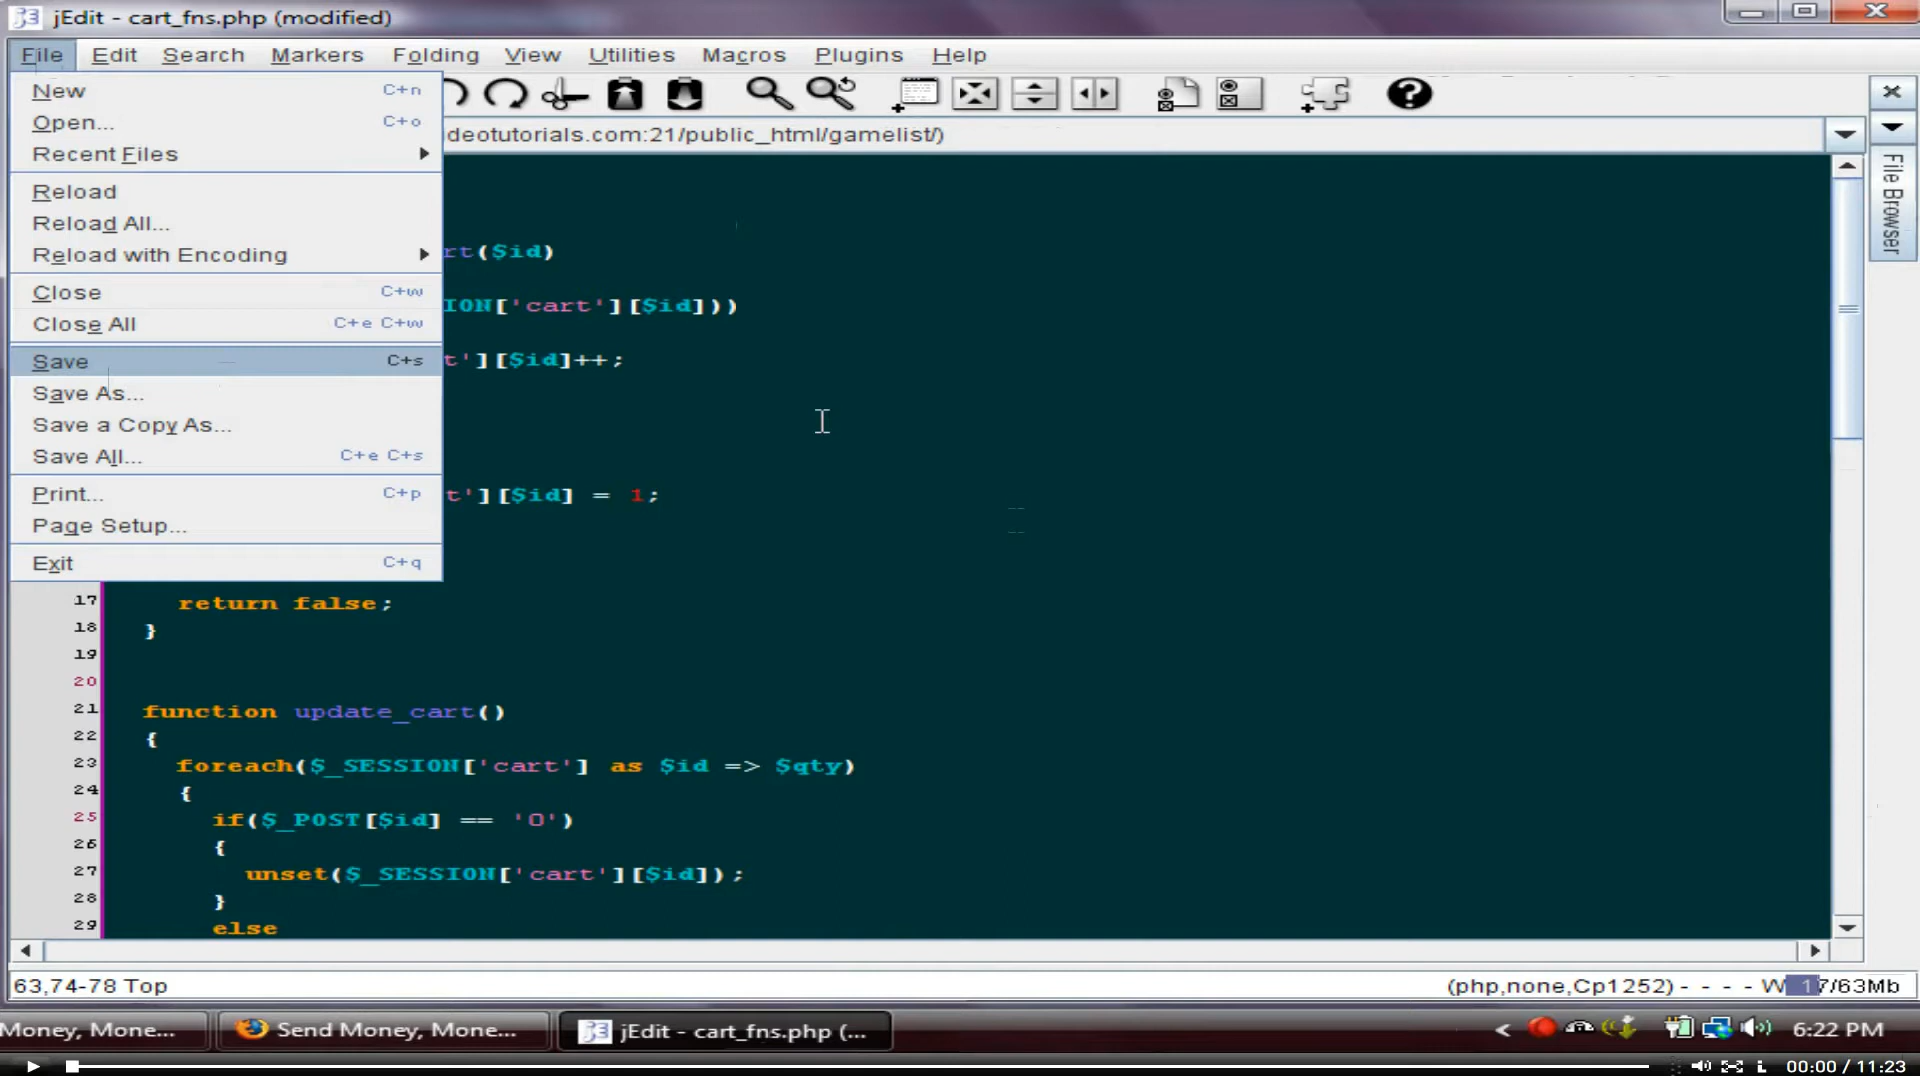 jEdit - cart_fns.php (modified)
File Edit Search Markers Folding View Utilities Macros Plugins Help
New C+n
Open... C+o
Recent Files
Reload
Reload All...
Reload with Encoding
Close C+w
Close All C+e C+w
Save C+s
Save As...
Save a Copy As...
Save All... C+e C+s
Print... C+p
Page Setup...
Exit C+q
deotutorials.com:21/public_html/gamelist/)
File Browser
rt($id)
ION['cart'][$id]))
t'][$id]++;
t'][$id] = 1;
17 return false;
18 }
19
20
21 function update_cart()
22 {
23 foreach($_SESSION['cart'] as $id => $qty)
24 {
25 if($_POST[$id] == '0')
26 {
27 unset($_SESSION['cart'][$id]);
28 }
29 else
63,74-78 Top (php,none,Cp1252) - - - - W 17/63Mb
Money, Mone... Send Money, Mone... jEdit - cart_fns.php (... 6:22 PM
00:00 / 11:23